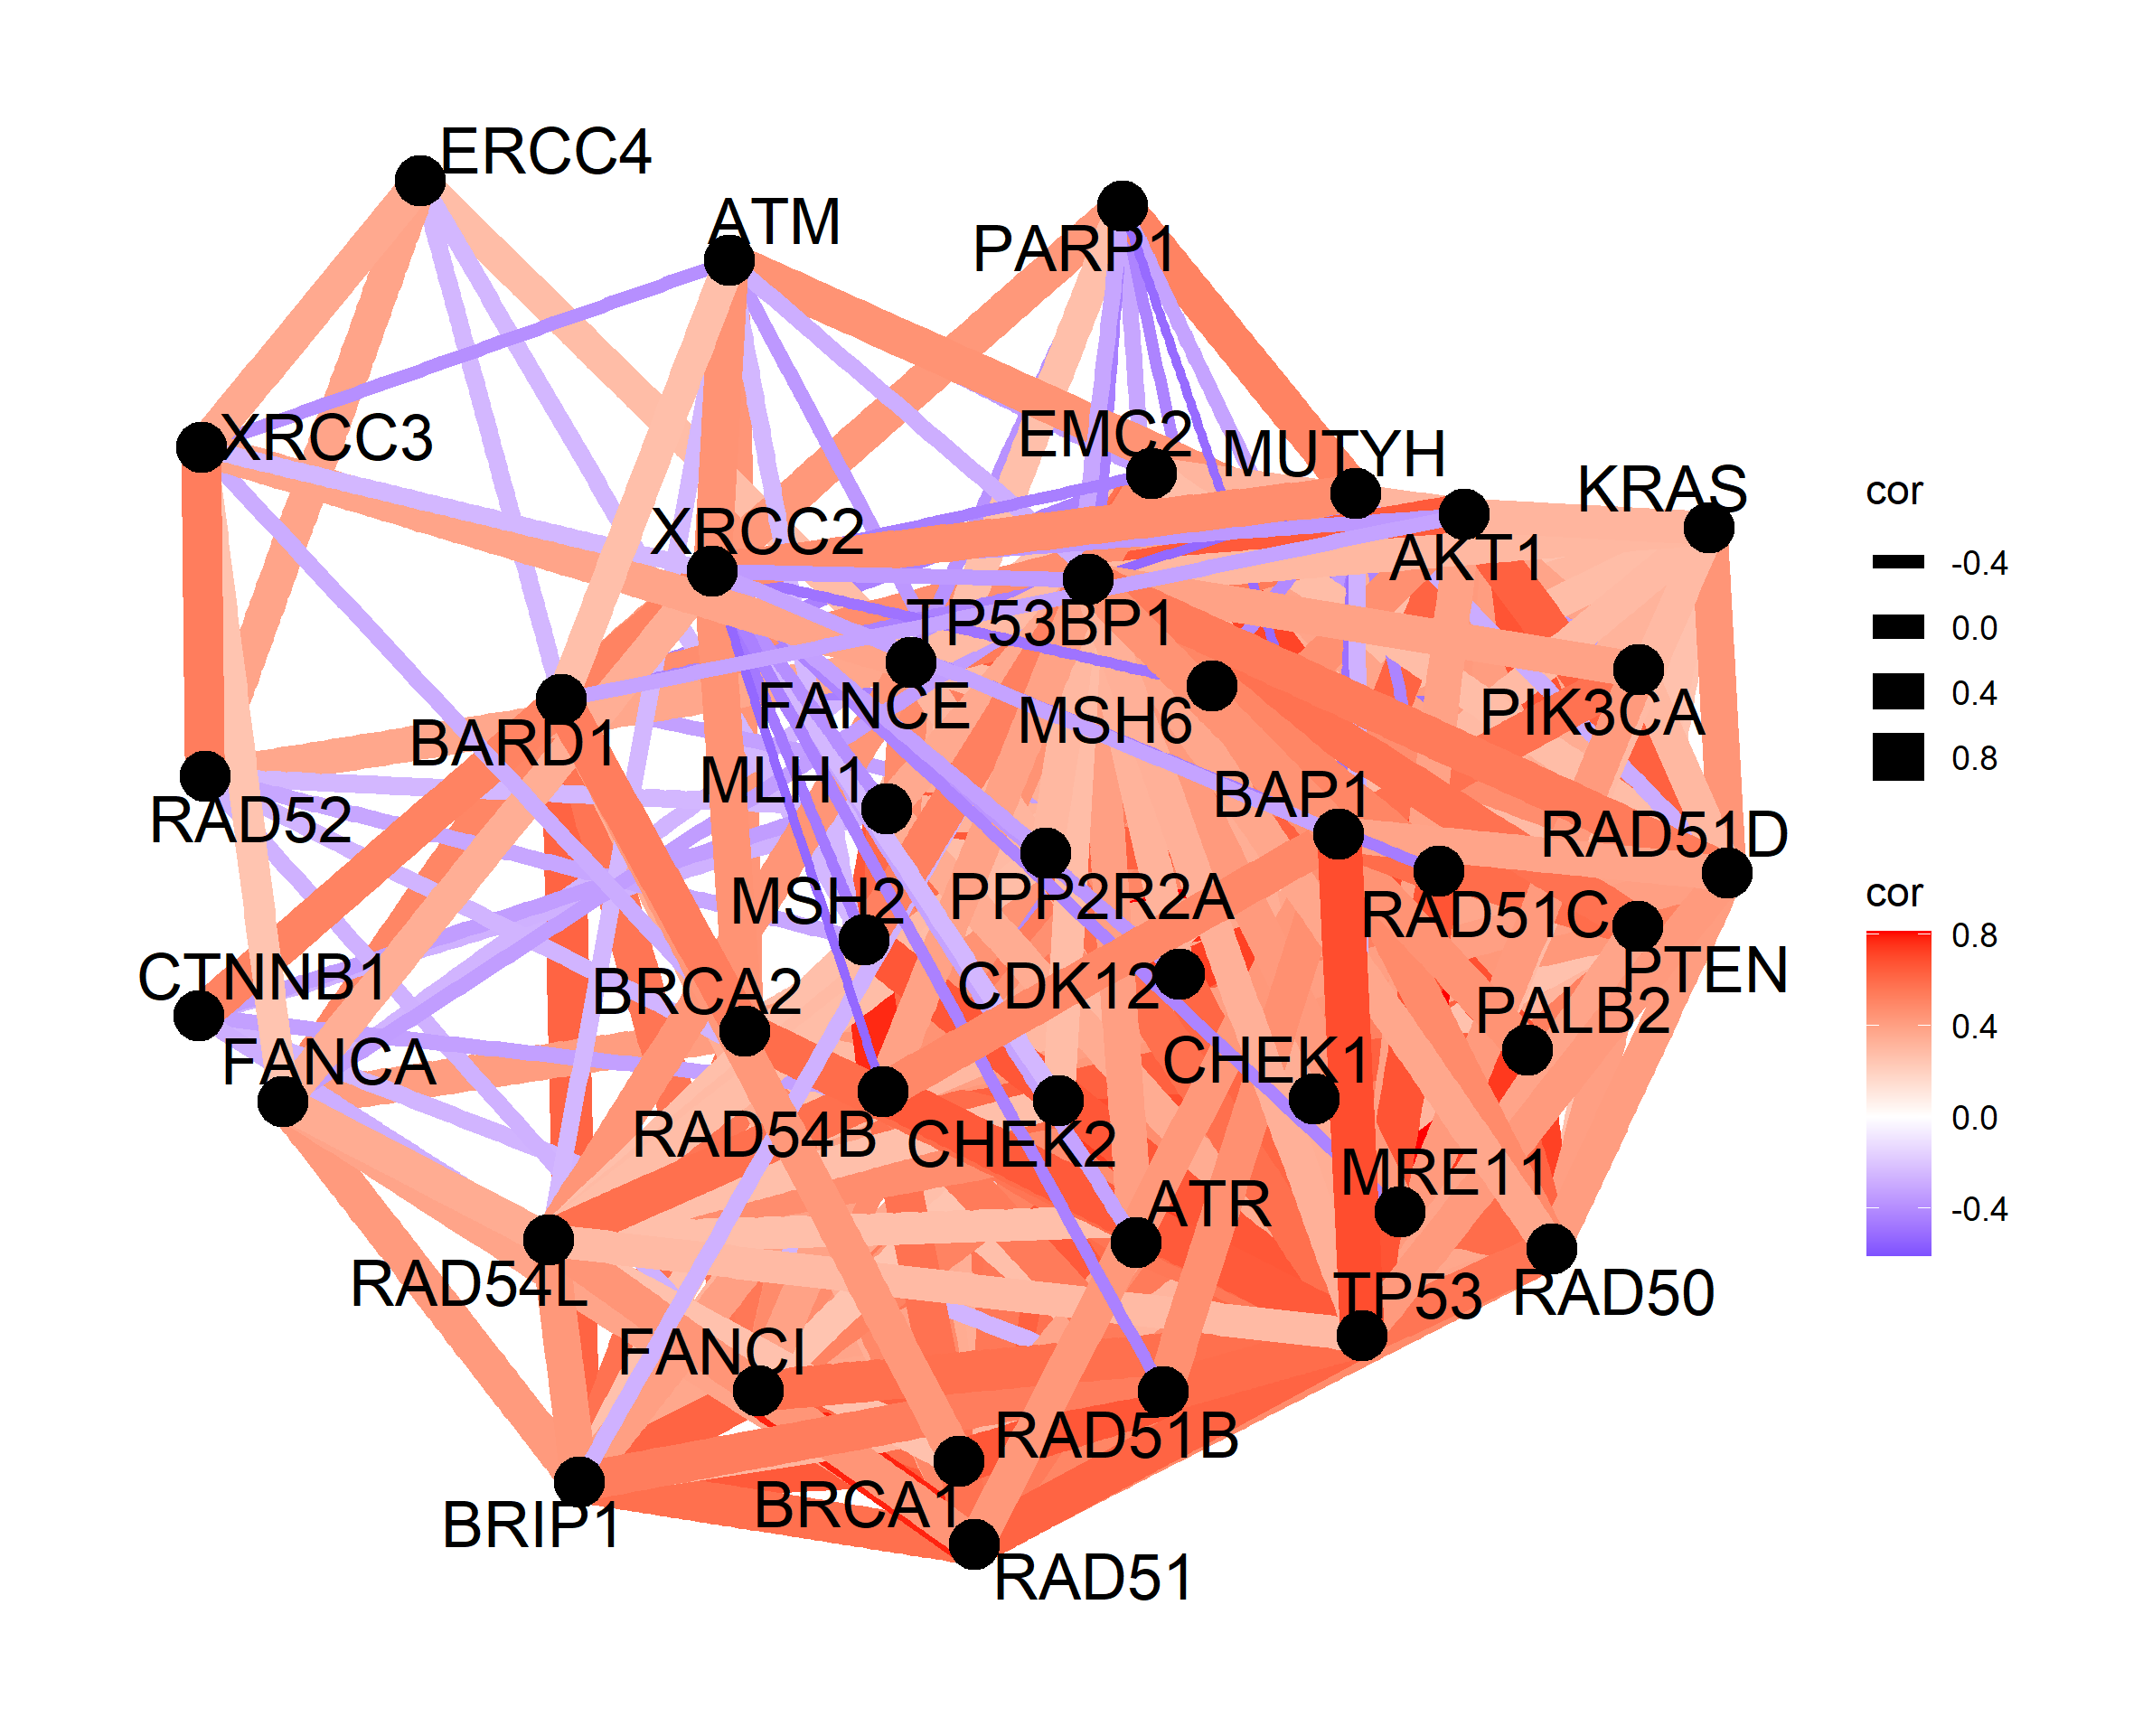 ERCC4
ATM
PARP1
XRCC3
EMC2
MUTYH
KRAS
XRCC2
AKT1
TP53BP1
FANCE
MSH6
PIK3CA
BARD1
MLH1
BAP1
RAD52
RAD51D
MSH2
PPP2R2A
RAD51C
CTNNB1
BRCA2
CDK12
PTEN
PALB2
FANCA
CHEK1
RAD54B
CHEK2
MRE11
ATR
RAD54L
TP53
RAD50
FANCI
RAD51B
BRCA1
BRIP1
RAD51
cor
-0.4
0.0
0.4
0.8
cor
0.8
0.4
0.0
-0.4